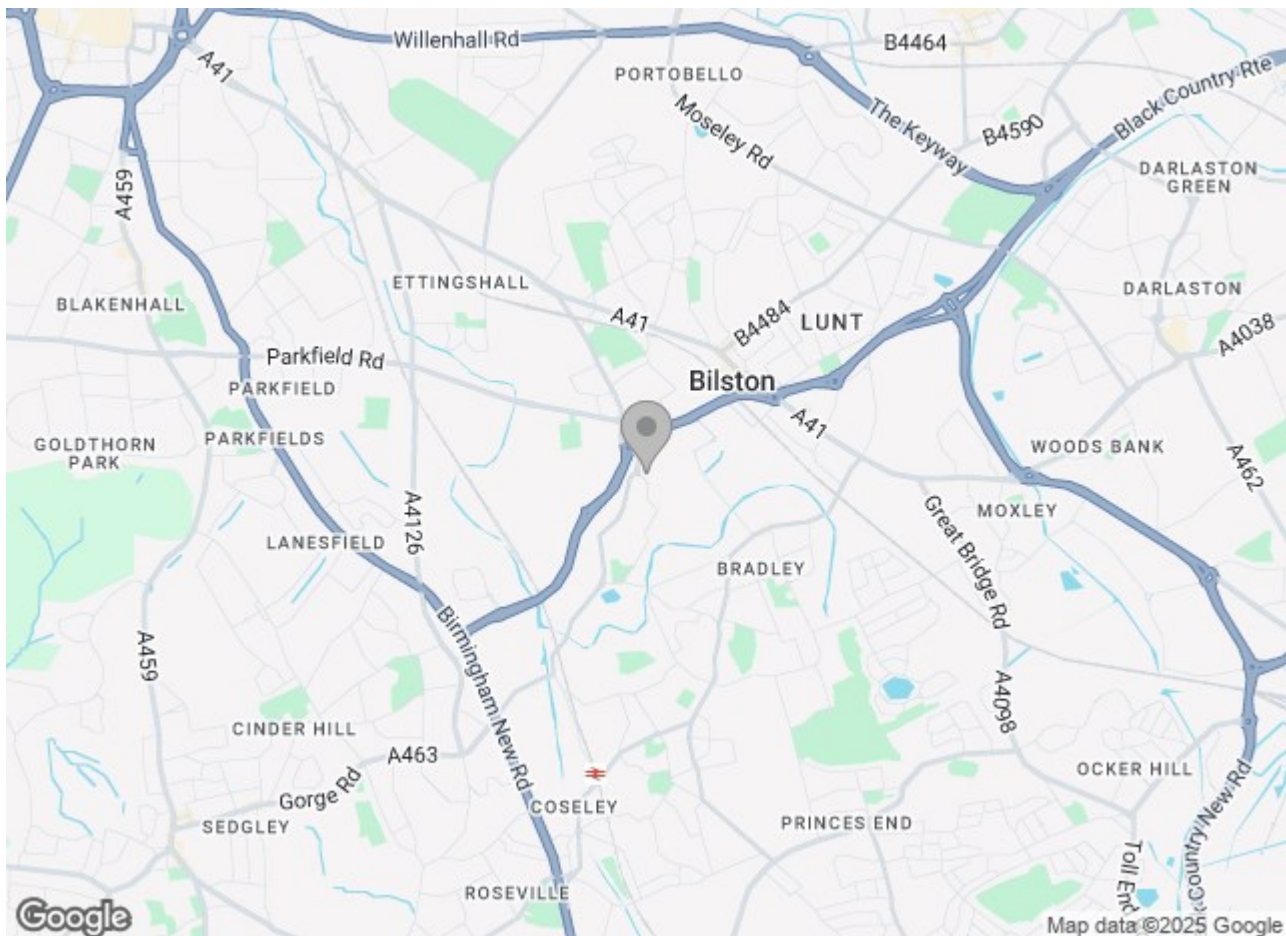 Willenhall Rd
B4464
A41
PORTOBELLO
Black Country Rte
Moseley Rd
The Keyway
B4590
DARLASTON
GREEN
A459
ETTINGSHALL
BLAKENHALL
DARLASTON
A41
B4484
LUNT
A4038
Parkfield Rd
Bilston
PARKFIELD
A41
GOLDTHORN
PARK
PARKFIELDS
WOODS BANK
A462
A4126
MOXLEY
LANESFIELD
Great Bridge Rd
BRADLEY
A459
Birmingham New Rd
A4098
CINDER HILL
A463
OCKER HILL
Gorge Rd
COSELEY
SEDGLEY
PRINCES END
Toll End
Country New Rd
ROSEVILLE
Google
Map data ©2025 Google